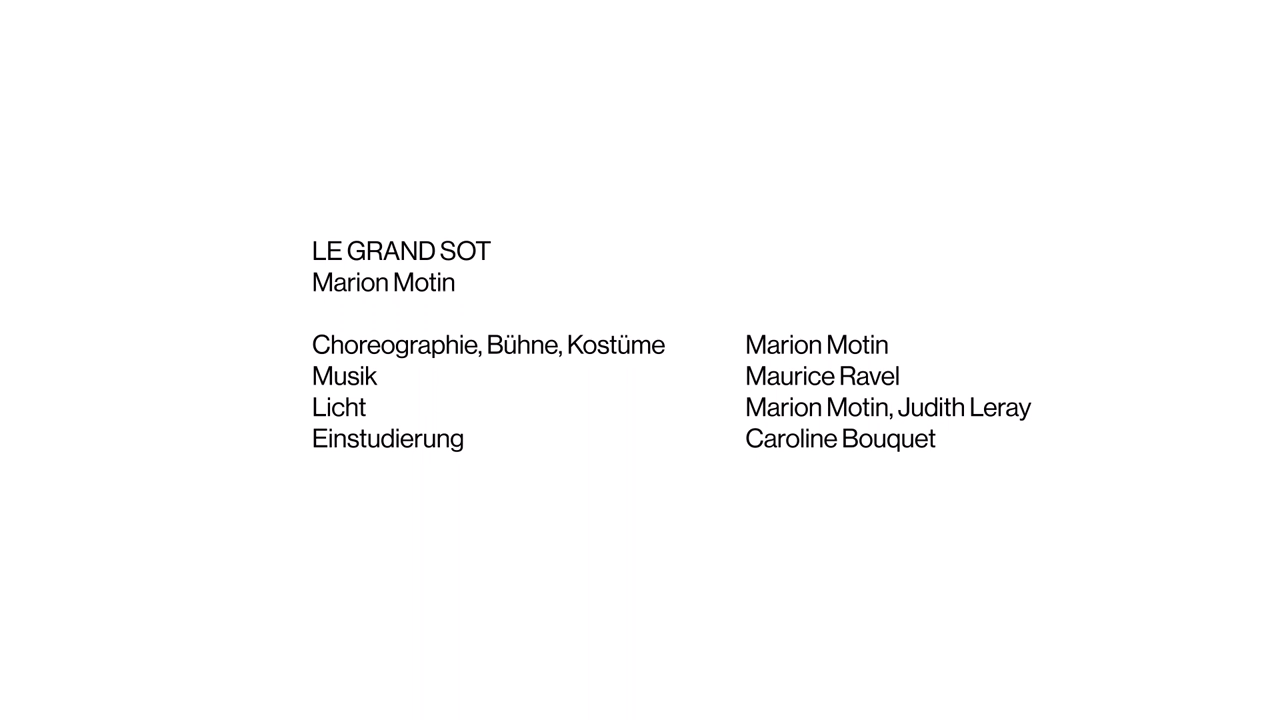 LE GRAND SOT
Marion Motin
Choreographie, Bühne, Kostüme Marion Motin
Musik Maurice Ravel
Licht Marion Motin, Judith Leray
Einstudierung Caroline Bouquet